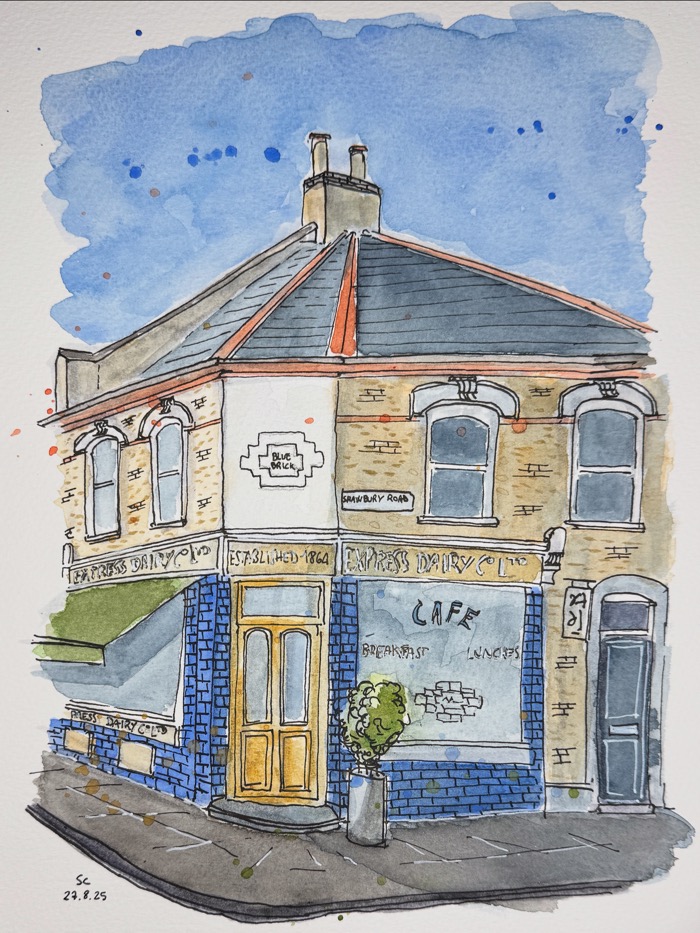 BLUE
BRICK
SHAWBURY ROAD
EXPRESS DAIRY Co LTD
ESTABLISHED 1864
EXPRESS DAIRY Co LTD
CAFE
BREAKFAST LUNCHES
PRESS DAIRY Co LTD
SC
27.8.25